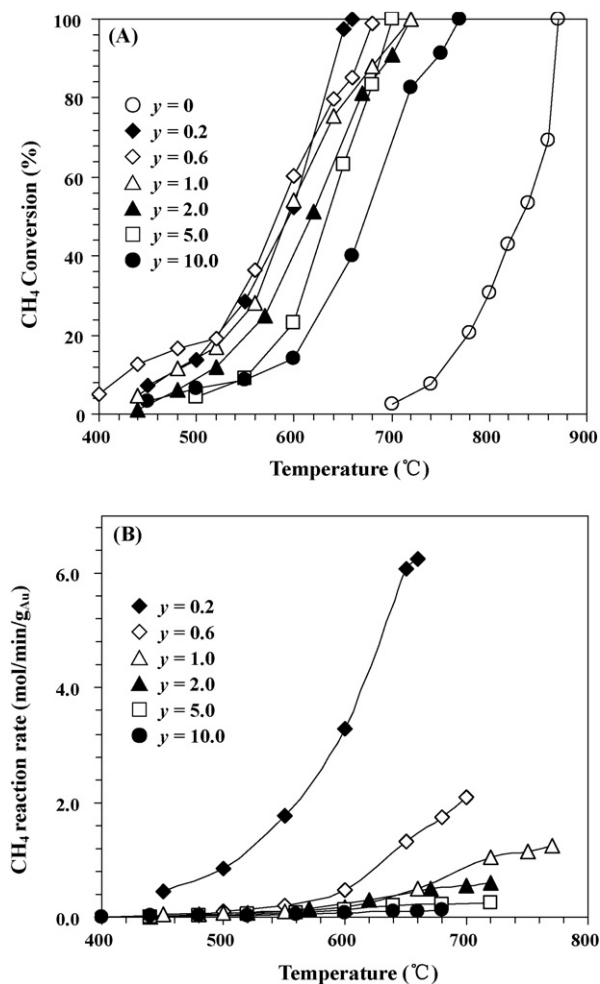 (A)
CH₄ Conversion (%)
100
80
60
40
20
0
y = 0
y = 0.2
y = 0.6
y = 1.0
y = 2.0
y = 5.0
y = 10.0
400 500 600 700 800 900
Temperature (℃)
(B)
CH₄ reaction rate (mol/min/gAu)
6.0
4.0
2.0
0.0
y = 0.2
y = 0.6
y = 1.0
y = 2.0
y = 5.0
y = 10.0
400 500 600 700 800
Temperature (℃)